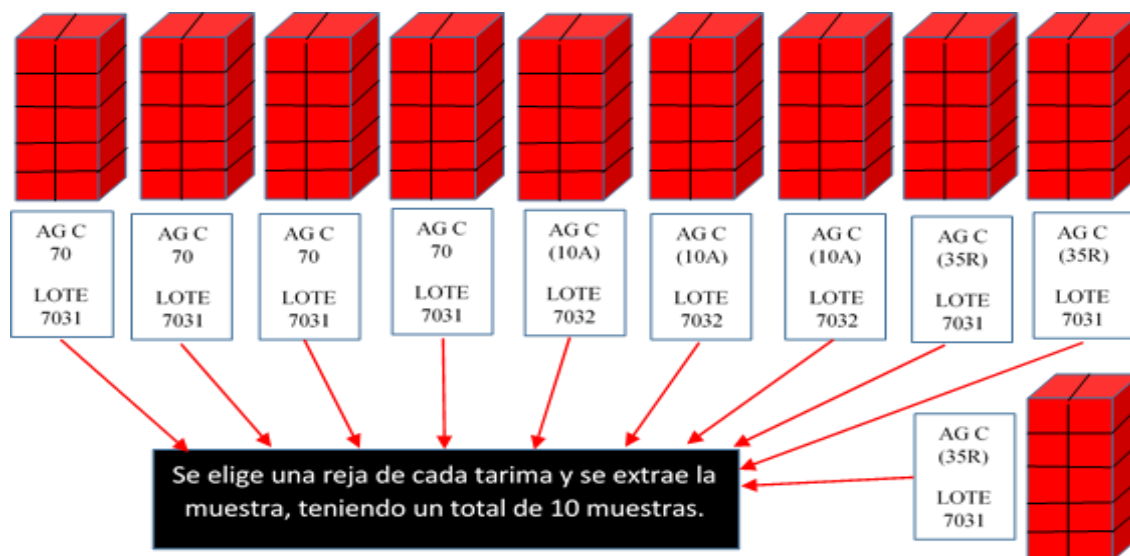 AG C
70
LOTE
7031
AG C
70
LOTE
7031
AG C
70
LOTE
7031
AG C
70
LOTE
7031
AG C
(10A)
LOTE
7032
AG C
(10A)
LOTE
7032
AG C
(10A)
LOTE
7032
AG C
(35R)
LOTE
7031
AG C
(35R)
LOTE
7031
Se elige una reja de cada tarima y se extrae la
muestra, teniendo un total de 10 muestras.
AG C
(35R)
LOTE
7031